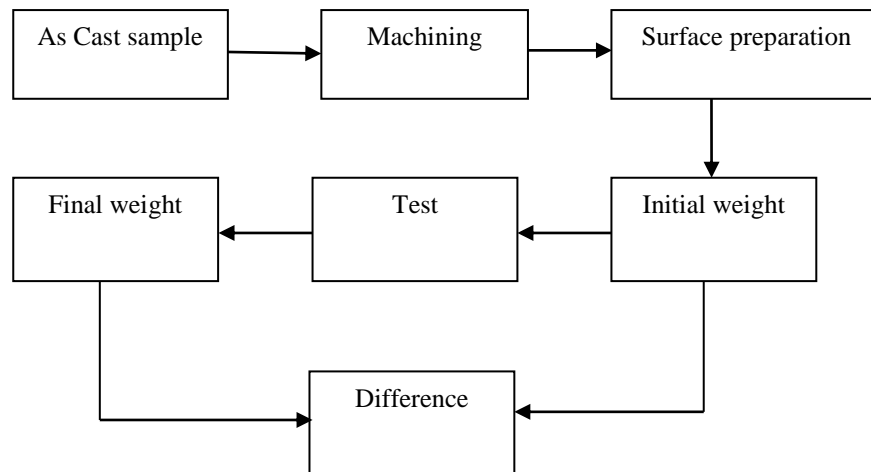 As Cast sample
Machining
Surface preparation
Final weight
Test
Initial weight
Difference